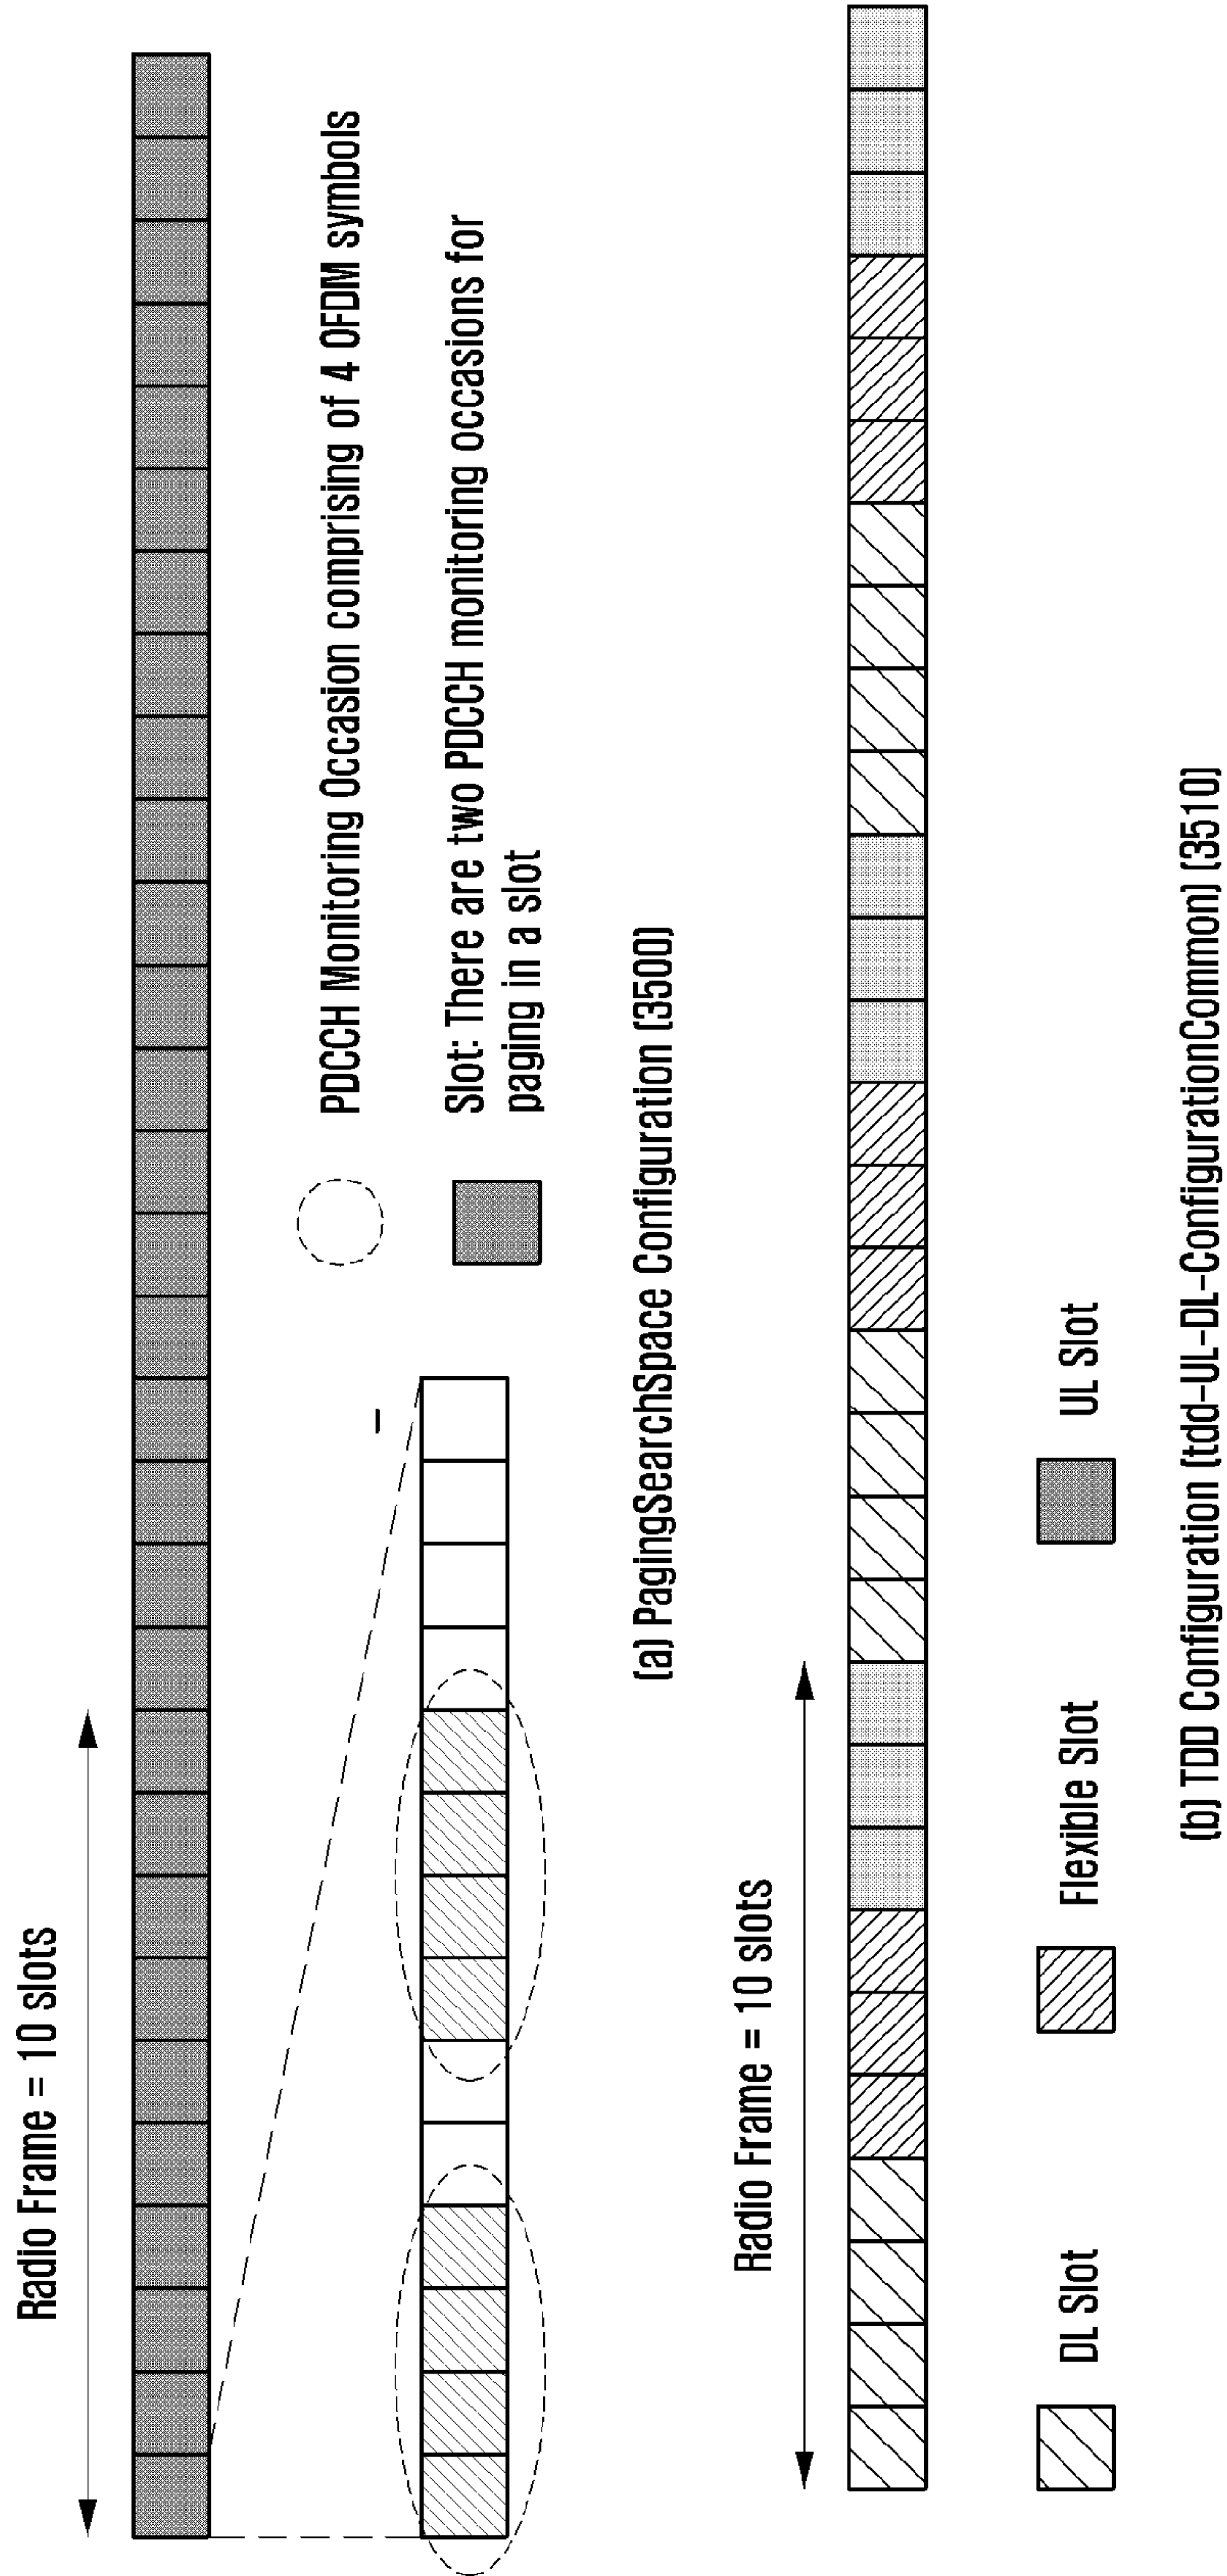 Radio Frame = 10 slots
PDCCH Monitoring Occasion comprising of 4 OFDM symbols
Slot: There are two PDCCH monitoring occasions for
paging in a slot
(a) PagingSearchSpace Configuration (3500)
Radio Frame = 10 slots
DL Slot
Flexible Slot
UL Slot
(b) TDD Configuration (tdd-UL-DL-ConfigurationCommon) (3510)